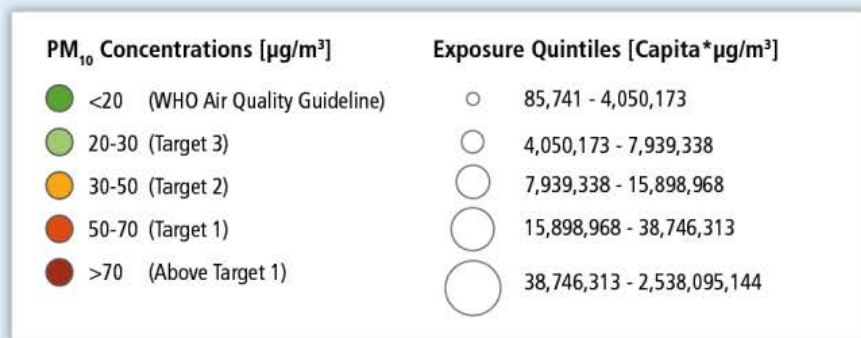 PM₁₀ Concentrations [µg/m³]
<20 (WHO Air Quality Guideline)
20-30 (Target 3)
30-50 (Target 2)
50-70 (Target 1)
>70 (Above Target 1)
Exposure Quintiles [Capita*µg/m³]
85,741 - 4,050,173
4,050,173 - 7,939,338
7,939,338 - 15,898,968
15,898,968 - 38,746,313
38,746,313 - 2,538,095,144